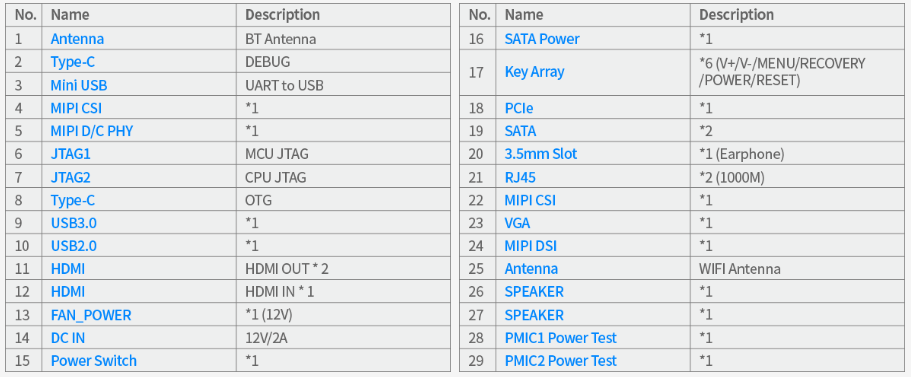 No. Name Description
1 Antenna BT Antenna
2 Type-C DEBUG
3 Mini USB UART to USB
4 MIPI CSI *1
5 MIPI D/C PHY *1
6 JTAG1 MCU JTAG
7 JTAG2 CPU JTAG
8 Type-C OTG
9 USB3.0 *1
10 USB2.0 *1
11 HDMI HDMI OUT * 2
12 HDMI HDMI IN * 1
13 FAN_POWER *1 (12V)
14 DC IN 12V/2A
15 Power Switch *1
No. Name Description
16 SATA Power *1
17 Key Array *6 (V+/V-/MENU/RECOVERY
/POWER/RESET)
18 PCIe *1
19 SATA *2
20 3.5mm Slot *1 (Earphone)
21 RJ45 *2 (1000M)
22 MIPI CSI *1
23 VGA *1
24 MIPI DSI *1
25 Antenna WIFI Antenna
26 SPEAKER *1
27 SPEAKER *1
28 PMIC1 Power Test *1
29 PMIC2 Power Test *1